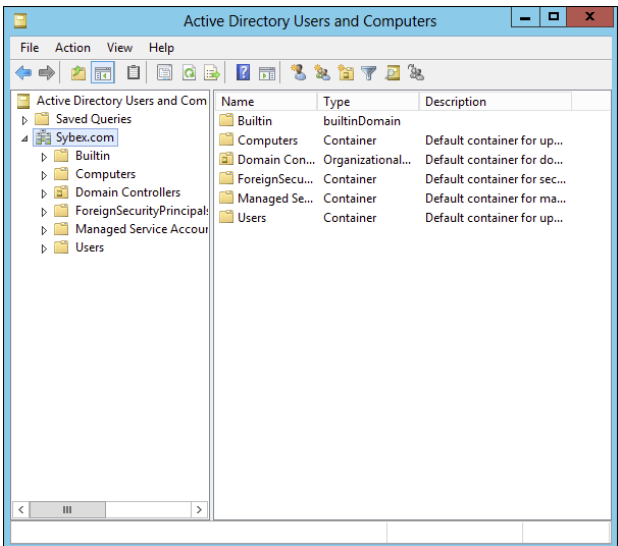 Active Directory Users and Computers
File Action View Help
Active Directory Users and Com
Saved Queries
Sybex.com
Builtin
Computers
Domain Controllers
ForeignSecurityPrincipals
Managed Service Accour
Users
Name Type Description
Builtin builtinDomain
Computers Container Default container for up...
Domain Con... Organizational... Default container for do...
ForeignSecu... Container Default container for sec...
Managed Se... Container Default container for ma...
Users Container Default container for up...